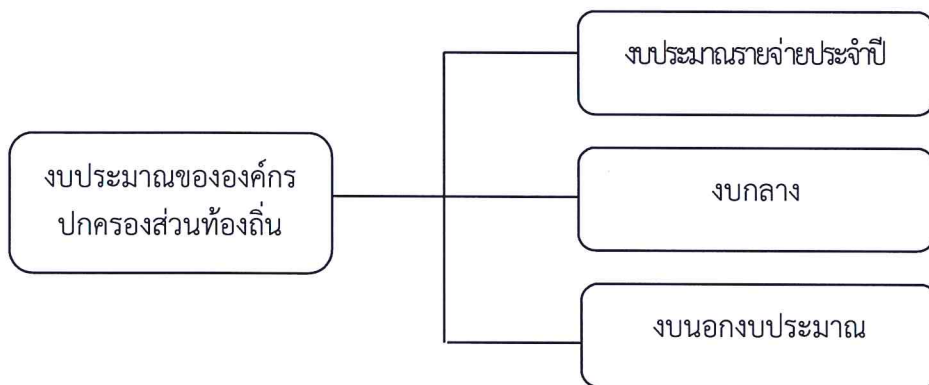 งบประมาณขององค์กร
ปกครองส่วนท้องถิ่น
งบประมาณรายจ่ายประจำปี
งบกลาง
งบนอกงบประมาณ